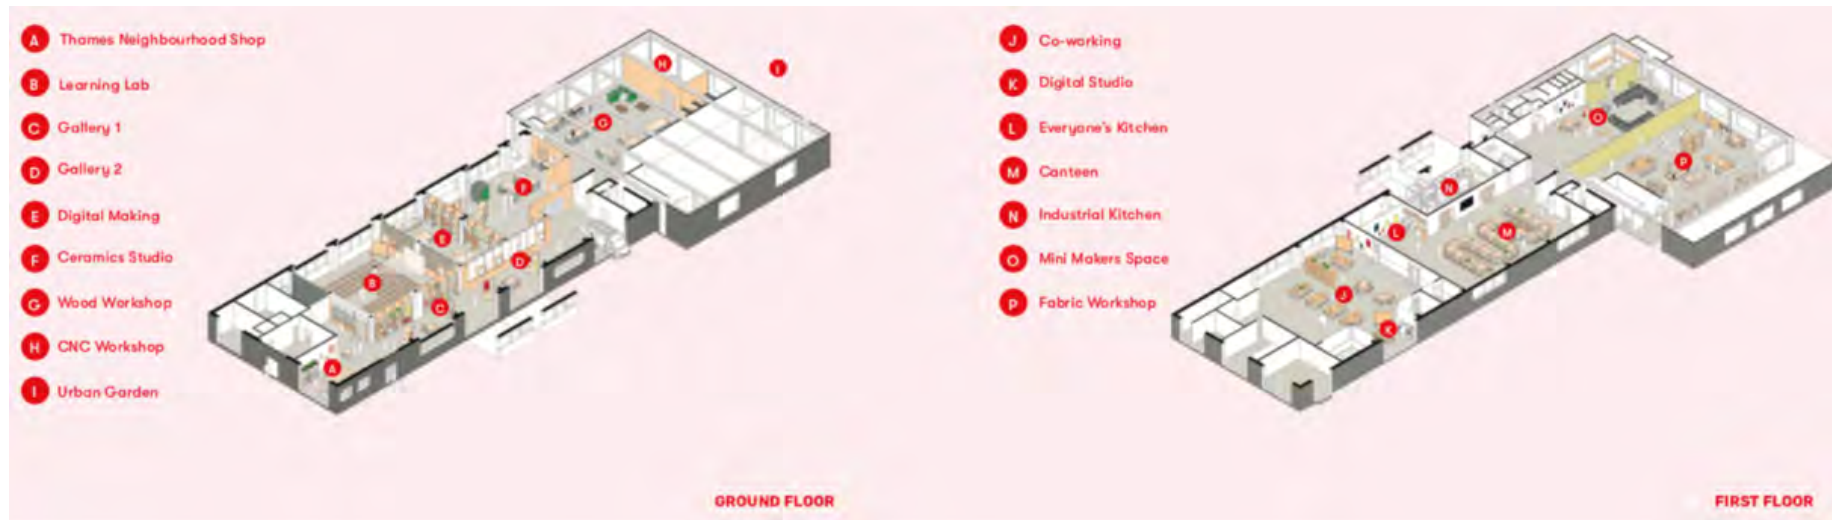 A Thames Neighbourhood Shop
B Learning Lab
C Gallery 1
D Gallery 2
E Digital Making
F Ceramics Studio
G Wood Workshop
H CNC Workshop
I Urban Garden
H
I
G
F
E
D
B
C
A
GROUND FLOOR
J Co-working
K Digital Studio
L Everyone's Kitchen
M Canteen
N Industrial Kitchen
O Mini Makers Space
P Fabric Workshop
O
P
N
L
M
J
K
FIRST FLOOR